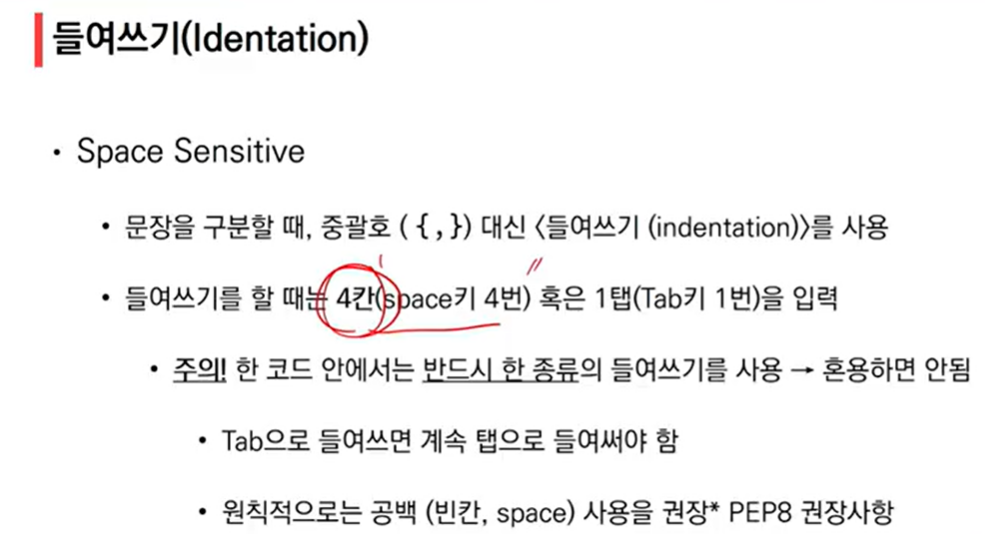 들여쓰기(Identation)
• Space Sensitive
• 문장을 구분할 때, 중괄호 ( {,} ) 대신 〈들여쓰기 (indentation)〉를 사용
• 들여쓰기를 할 때는 4칸(space키 4번) 혹은 1탭(Tab키 1번)을 입력
• 주의! 한 코드 안에서는 반드시 한 종류의 들여쓰기를 사용 → 혼용하면 안됨
• Tab으로 들여쓰면 계속 탭으로 들여써야 함
• 원칙적으로는 공백 (빈칸, space) 사용을 권장* PEP8 권장사항